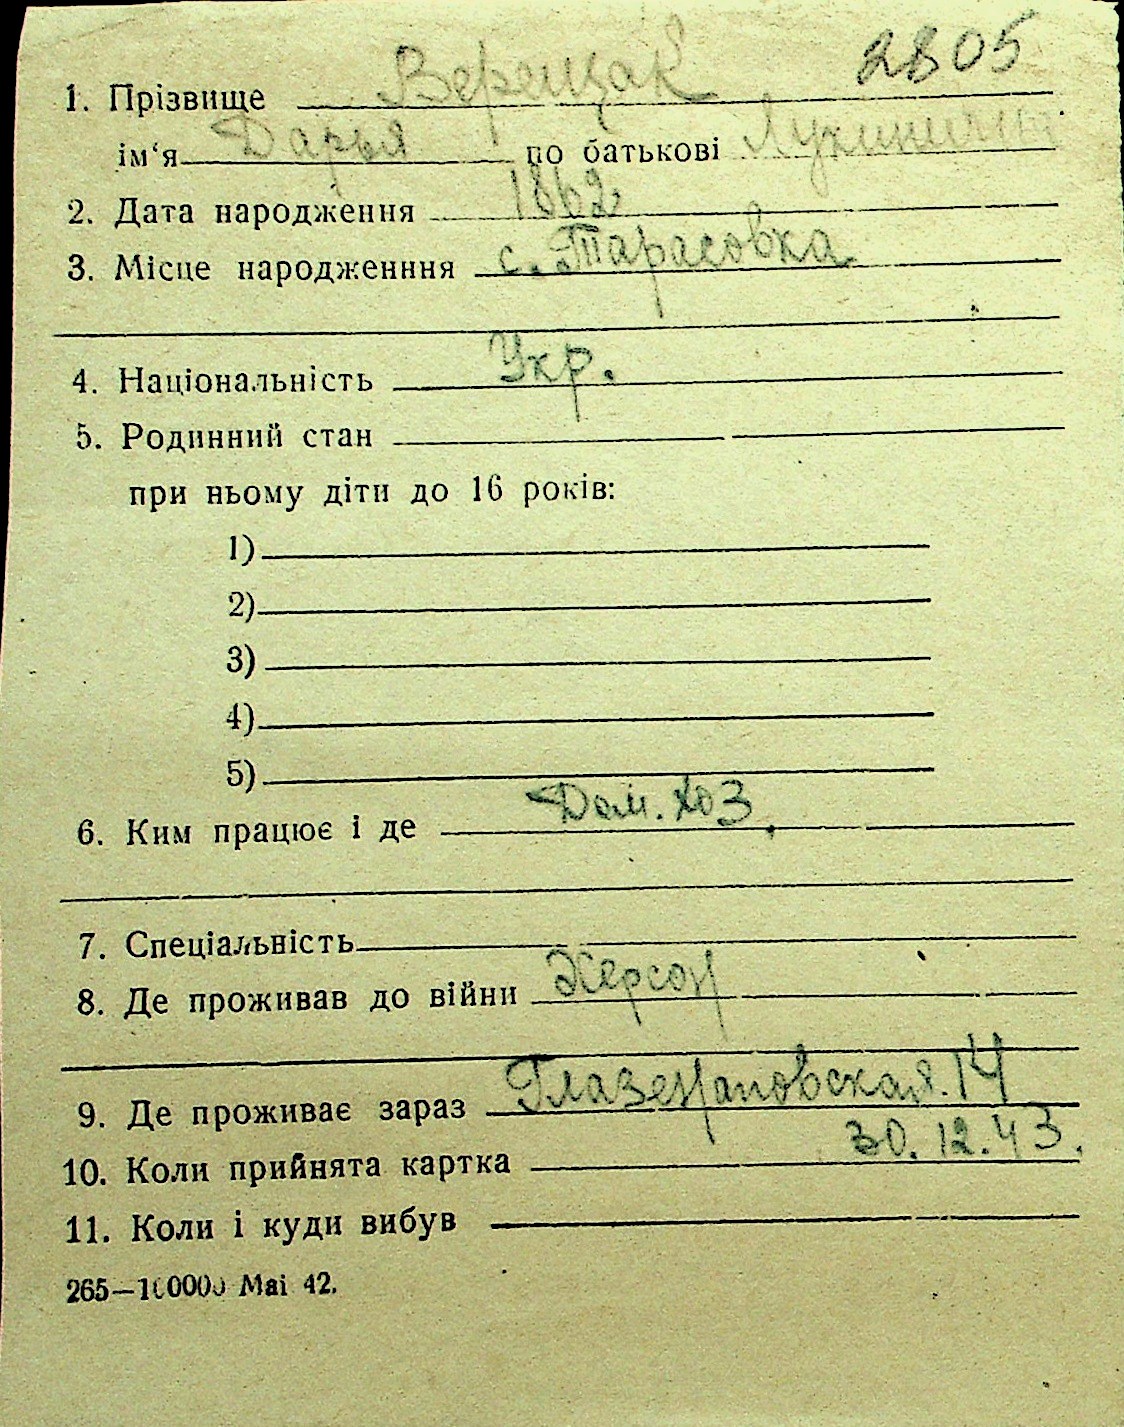 2805
1. Прізвище Верещак
ім‘я Дарья по батькові Лукинична
2. Дата народження 1862
3. Місце народженння с. Тарасовка
4. Національність Укр.
5. Родинний стан
при ньому діти до 16 років:
1)
2)
3)
4)
5)
6. Ким працює і де Дом. хоз.
7. Спеціальність
8. Де проживав до війни Херсон
9. Де проживає зараз Глазенаповская. 14
10. Коли прийнята картка 30. 12. 43.
11. Коли і куди вибув
265—10000 Mai 42.